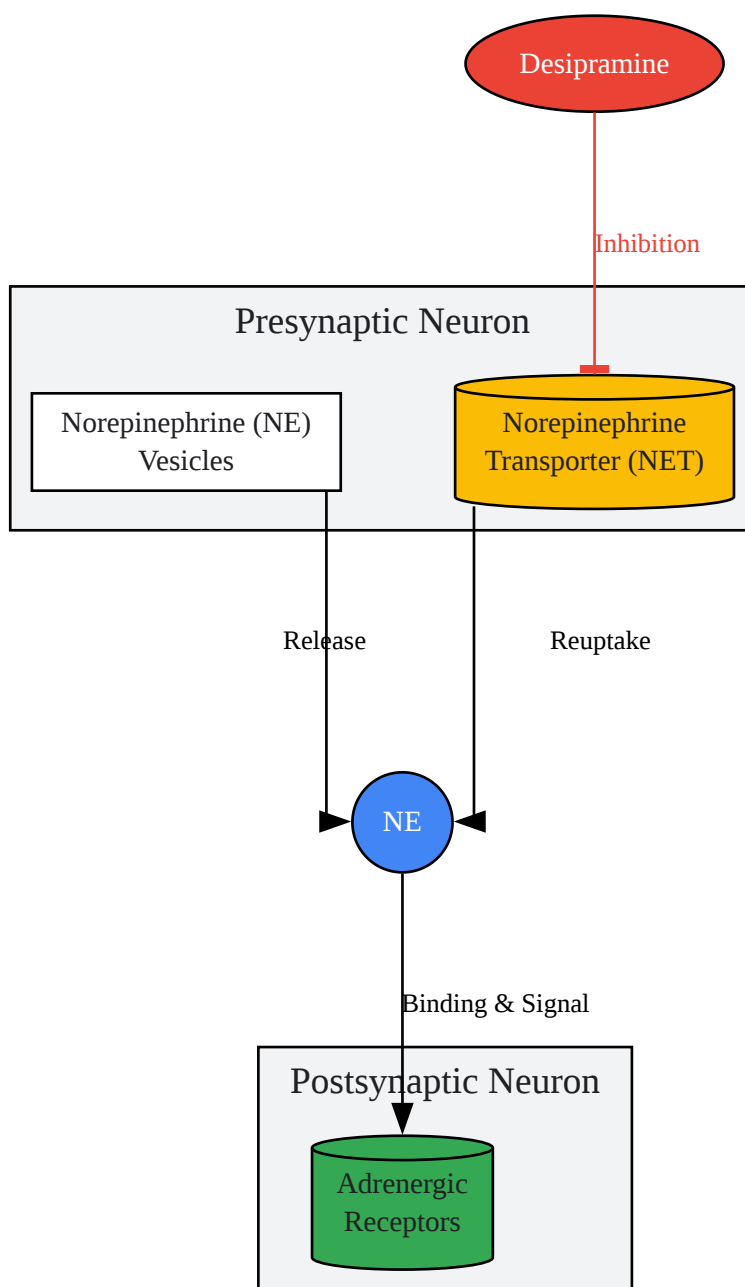 Desipramine
Inhibition
Presynaptic Neuron
Norepinephrine (NE)
Vesicles
Norepinephrine
Transporter (NET)
Release
Reuptake
NE
Binding & Signal
Postsynaptic Neuron
Adrenergic
Receptors